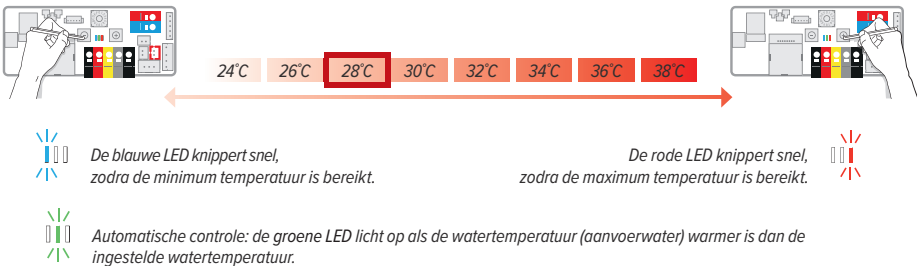 24°C 26°C 28°C 30°C 32°C 34°C 36°C 38°C
De blauwe LED knippert snel,
zodra de minimum temperatuur is bereikt.
De rode LED knippert snel,
zodra de maximum temperatuur is bereikt.
Automatische controle: de groene LED licht op als de watertemperatuur (aanvoerwater) warmer is dan de
ingestelde watertemperatuur.